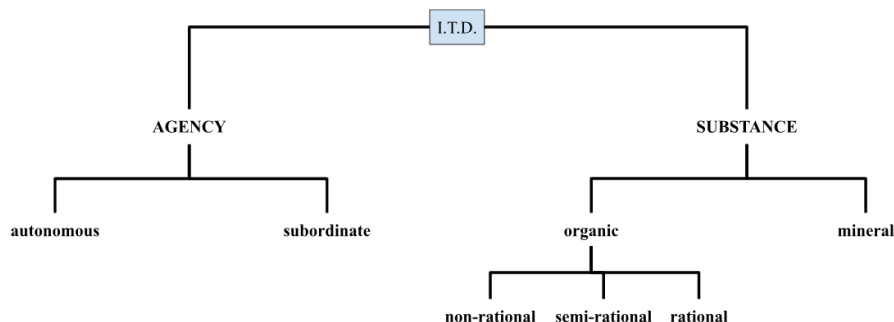 I.T.D.
AGENCY SUBSTANCE
autonomous subordinate organic mineral
non-rational semi-rational rational